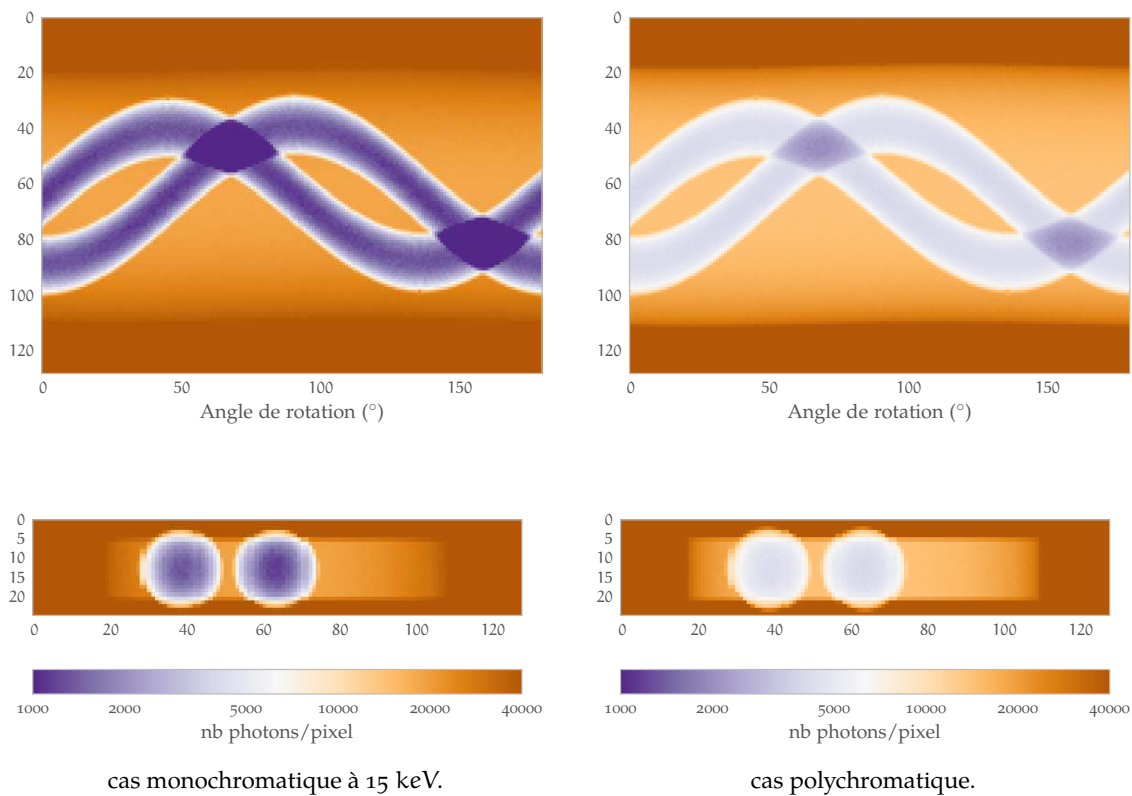 0
20
40
60
80
100
120
0 50 100 150
Angle de rotation (°)
0
20
40
60
80
100
120
0 50 100 150
Angle de rotation (°)
0
5
10
15
20
0 20 40 60 80 100 120
0
5
10
15
20
0 20 40 60 80 100 120
1000 2000 5000 10000 20000 40000
nb photons/pixel
1000 2000 5000 10000 20000 40000
nb photons/pixel
cas monochromatique à 15 keV.
cas polychromatique.